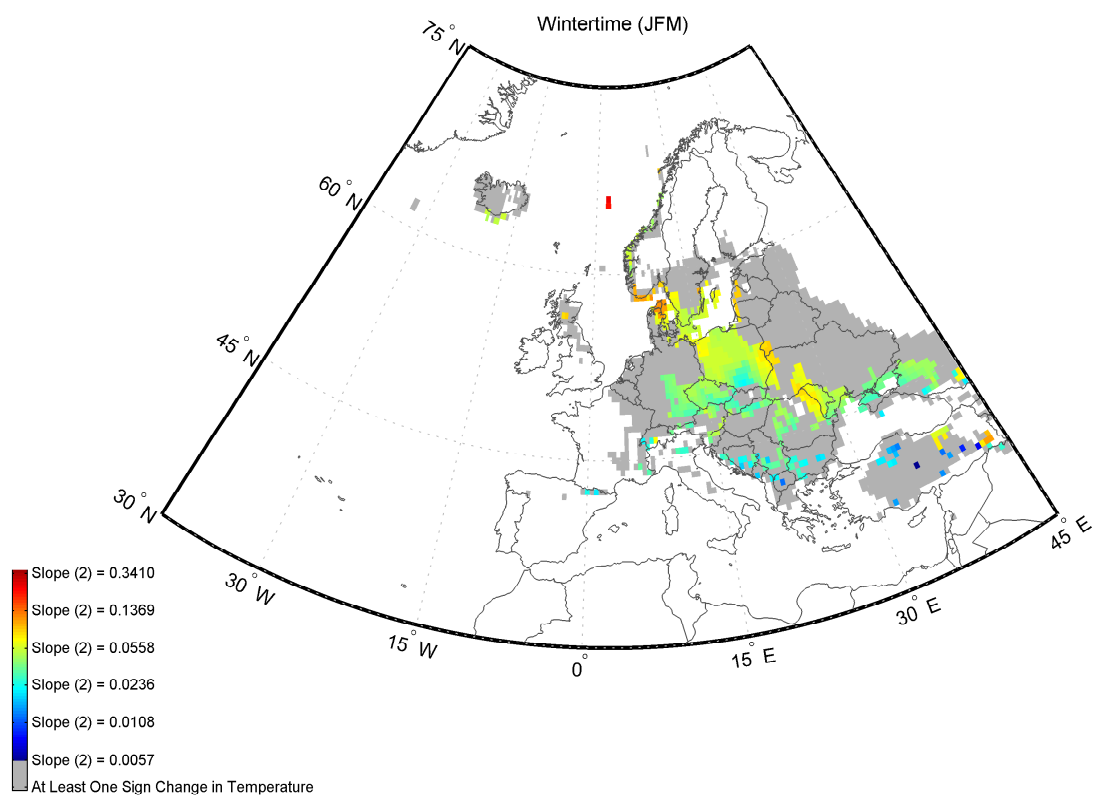 Wintertime (JFM)
75° N
60° N
45° N
30° N
30° W
15° W
0°
15° E
30° E
45° E
Slope (2) = 0.3410
Slope (2) = 0.1369
Slope (2) = 0.0558
Slope (2) = 0.0236
Slope (2) = 0.0108
Slope (2) = 0.0057
At Least One Sign Change in Temperature